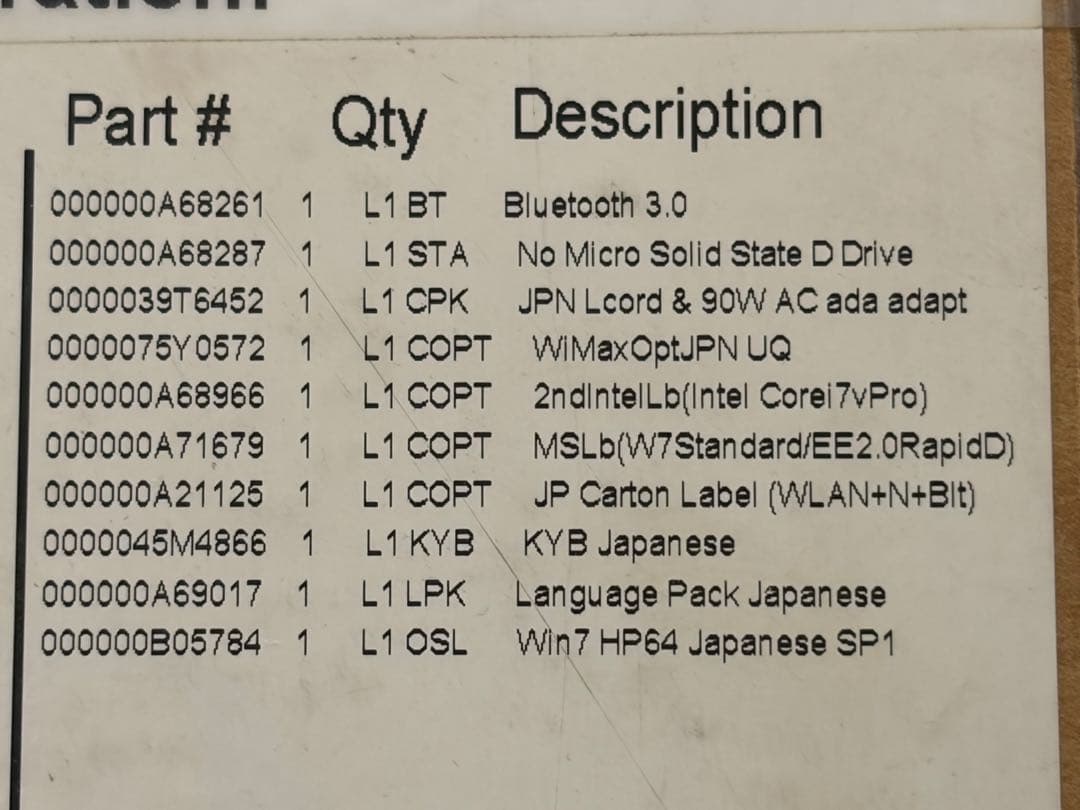 Part # Qty Description
000000A68261 1 L1 BT Bluetooth 3.0
000000A68287 1 L1 STA No Micro Solid State D Drive
0000039T6452 1 L1 CPK JPN Lcord & 90W AC ada adapt
0000075Y0572 1 L1 COPT WiMaxOptJPN UQ
000000A68966 1 L1 COPT 2ndIntelLb(Intel Corei7vPro)
000000A71679 1 L1 COPT MSLb(W7Standard/EE2.0RapidD)
000000A21125 1 L1 COPT JP Carton Label (WLAN+N+Blt)
0000045M4866 1 L1 KYB KYB Japanese
000000A69017 1 L1 LPK Language Pack Japanese
000000B05784 1 L1 OSL Win7 HP64 Japanese SP1